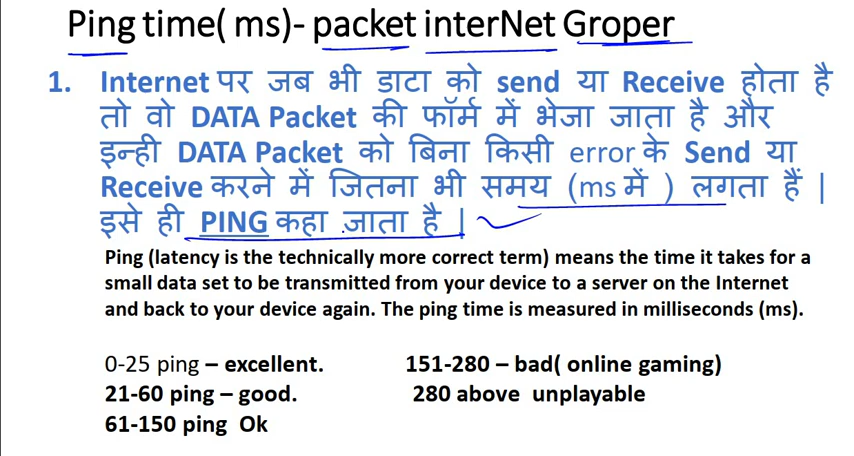 Ping time( ms)- packet interNet Groper
1. Internet पर जब भी डाटा को send या Receive होता है
तो वो DATA Packet की फॉर्म में भेजा जाता है और
इन्ही DATA Packet को बिना किसी error के Send या
Receive करने में जितना भी समय (ms में ) लगता हैं |
इसे ही PING कहा जाता है |
Ping (latency is the technically more correct term) means the time it takes for a
small data set to be transmitted from your device to a server on the Internet
and back to your device again. The ping time is measured in milliseconds (ms).
0-25 ping – excellent.
21-60 ping – good.
61-150 ping Ok
151-280 – bad( online gaming)
280 above unplayable